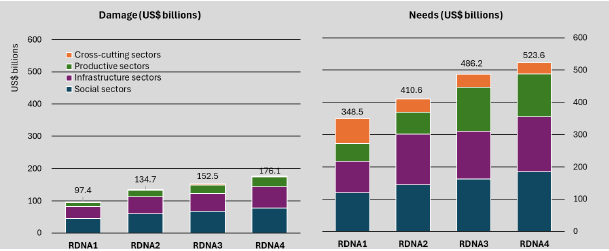 Damage (US$ billions)
US$ billions
600
500
400
300
200
100
0
Cross-cutting sectors
Productive sectors
Infrastructure sectors
Social sectors
97.4
134.7
152.5
176.1
RDNA1 RDNA2 RDNA3 RDNA4
Needs (US$ billions)
348.5
410.6
486.2
523.6
600
500
400
300
200
100
0
RDNA1 RDNA2 RDNA3 RDNA4